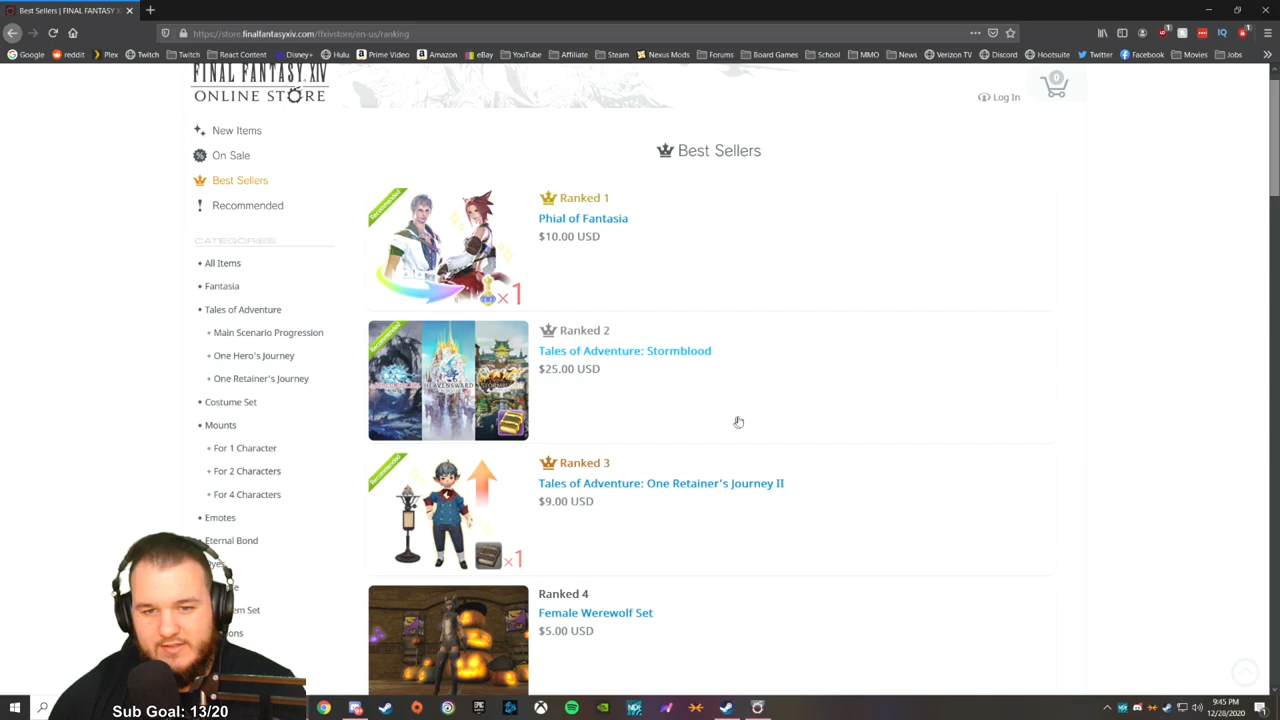 Best Sellers | FINAL FANTASY X
https://store.finalfantasyxiv.com/ffxivstore/en-us/ranking
Google reddit Plex Twitch Twitch React Content Disney+ Hulu Prime Video Amazon eBay YouTube Affiliate Steam Nexus Mods Forums Board Games School MMO News Verizon TV Discord Hootsuite Twitter Facebook Movies Jobs
FINAL FANTASY XIV
ONLINE STORE
0
Log In
New Items
On Sale
Best Sellers
Recommended
CATEGORIES
All Items
Fantasia
Tales of Adventure
Main Scenario Progression
One Hero's Journey
One Retainer's Journey
Costume Set
Mounts
For 1 Character
For 2 Characters
For 4 Characters
Emotes
Eternal Bond
Best Sellers
Recommended
×1
Ranked 1
Phial of Fantasia
$10.00 USD
Recommended
HEAVENSWARD
Ranked 2
Tales of Adventure: Stormblood
$25.00 USD
Recommended
×1
Ranked 3
Tales of Adventure: One Retainer's Journey II
$9.00 USD
Ranked 4
Female Werewolf Set
$5.00 USD
Sub Goal: 13/20
9:45 PM
12/28/2020